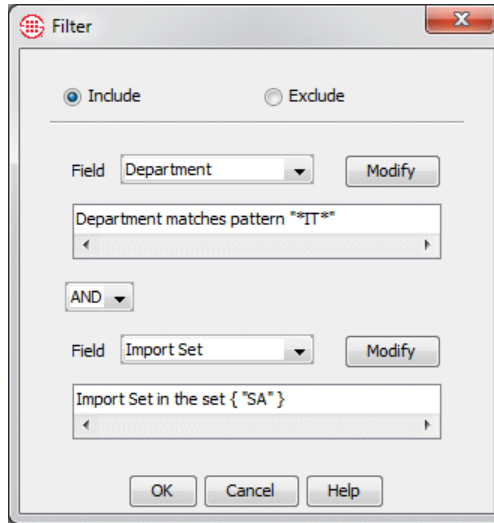 Filter
Include Exclude
Field Department Modify
Department matches pattern "*IT*"
AND
Field Import Set Modify
Import Set in the set { "SA" }
OK Cancel Help